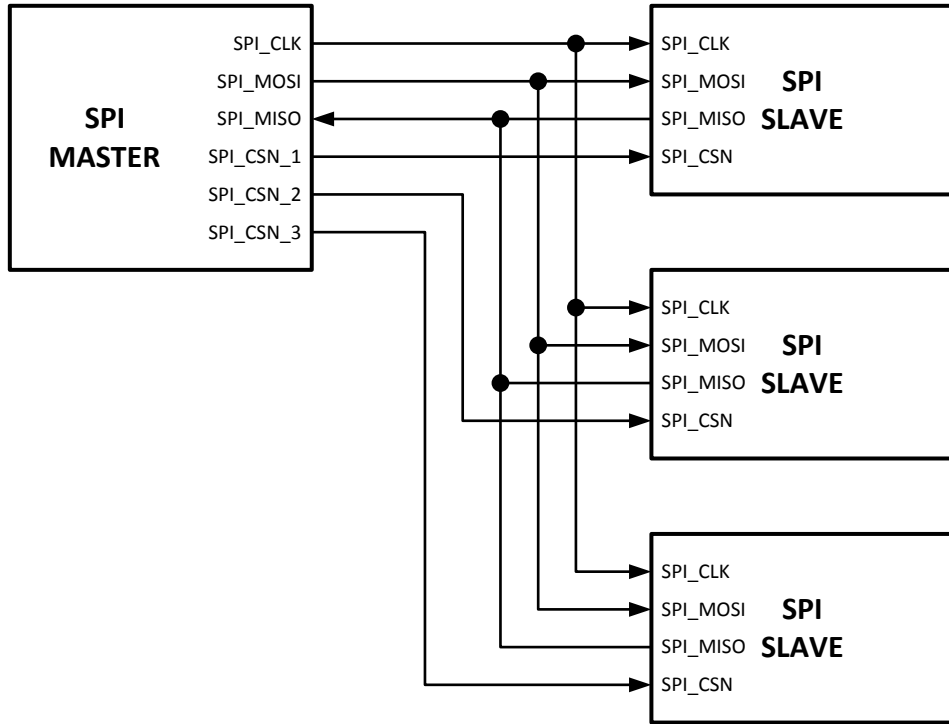 SPI_CLK
SPI_MOSI
SPI_MISO
SPI_CSN_1
SPI_CSN_2
SPI_CSN_3
SPI
MASTER
SPI_CLK
SPI_MOSI
SPI_MISO
SPI_CSN
SPI
SLAVE
SPI_CLK
SPI_MOSI
SPI_MISO
SPI_CSN
SPI
SLAVE
SPI_CLK
SPI_MOSI
SPI_MISO
SPI_CSN
SPI
SLAVE